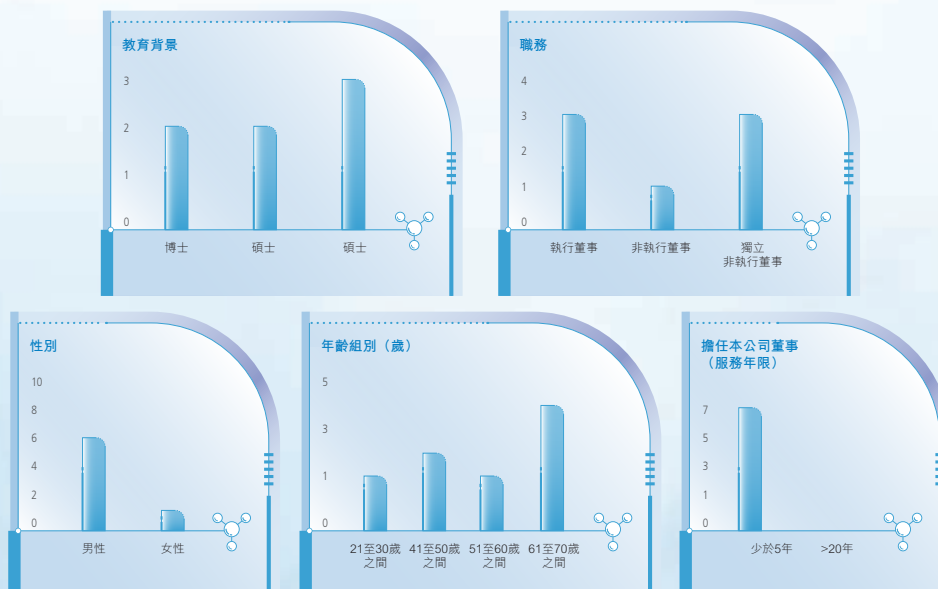 教育背景
3
2
1
0
博士
碩士
碩士
職務
4
3
2
1
0
執行董事
非執行董事
獨立
非執行董事
性別
10
8
6
4
2
0
男性
女性
年齡組別（歲）
5
3
1
0
21至30歲
之間
41至50歲
之間
51至60歲
之間
61至70歲
之間
擔任本公司董事
（服務年限）
7
5
3
1
0
少於5年
>20年